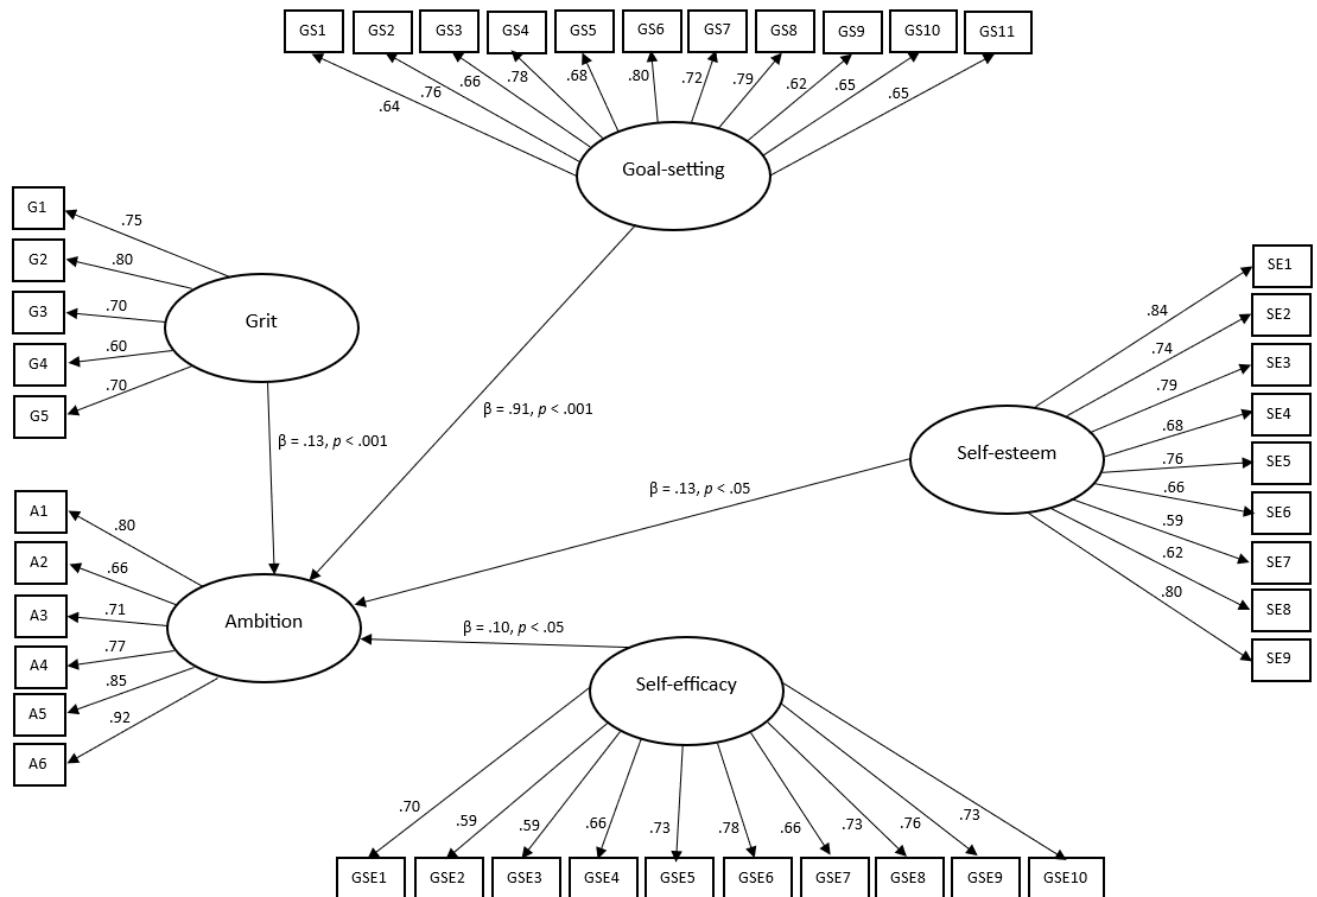 GS1 GS2 GS3 GS4 GS5 GS6 GS7 GS8 GS9 GS10 GS11
.64 .76 .66 .78 .68 .80 .72 .79 .62 .65 .65
Goal-setting
G1
G2
G3
G4
G5
.75
.80
.70
.60
.70
Grit
SE1
SE2
SE3
SE4
SE5
SE6
SE7
SE8
SE9
.84
.74
.79
.68
.76
.66
.59
.62
.80
Self-esteem
β = .91, p < .001
β = .13, p < .001
β = .13, p < .05
A1
A2
A3
A4
A5
A6
.80
.66
.71
.77
.85
.92
Ambition
β = .10, p < .05
Self-efficacy
.70 .59 .59 .66 .73 .78 .66 .73 .76 .73
GSE1 GSE2 GSE3 GSE4 GSE5 GSE6 GSE7 GSE8 GSE9 GSE10